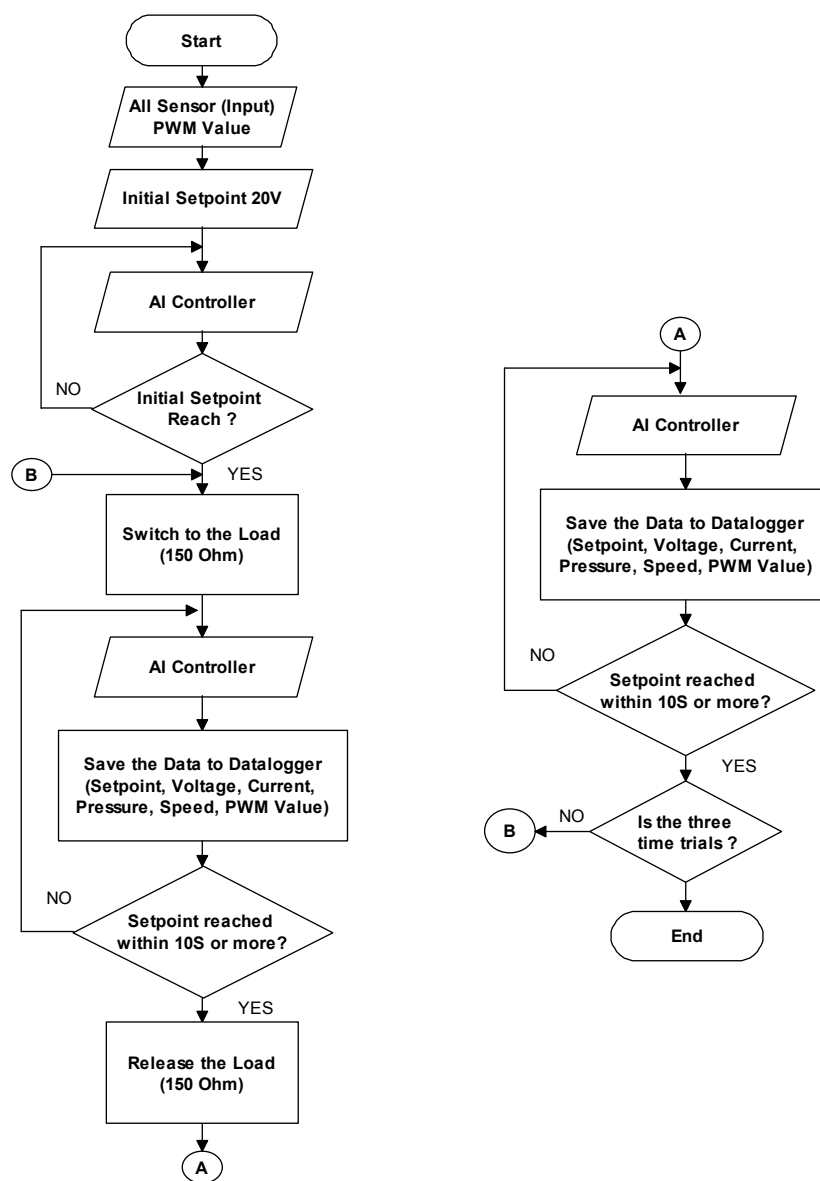 Start
All Sensor (Input)
PWM Value
Initial Setpoint 20V
AI Controller
NO
Initial Setpoint
Reach ?
B
YES
Switch to the Load
(150 Ohm)
AI Controller
Save the Data to Datalogger
(Setpoint, Voltage, Current,
Pressure, Speed, PWM Value)
NO
Setpoint reached
within 10S or more?
YES
Release the Load
(150 Ohm)
A
A
AI Controller
Save the Data to Datalogger
(Setpoint, Voltage, Current,
Pressure, Speed, PWM Value)
NO
Setpoint reached
within 10S or more?
YES
B
NO
Is the three
time trials ?
End